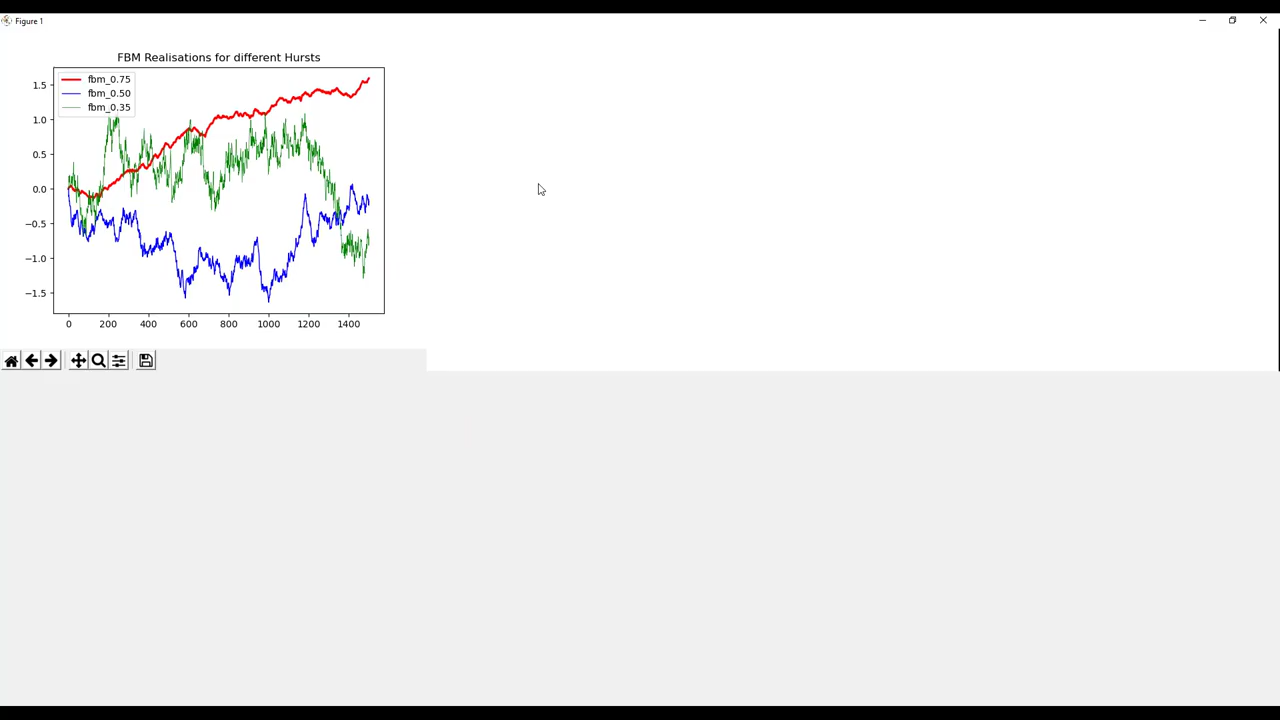 Figure 1
FBM Realisations for different Hursts
fbm_0.75
fbm_0.50
fbm_0.35
1.5
1.0
0.5
0.0
−0.5
−1.0
−1.5
0 200 400 600 800 1000 1200 1400